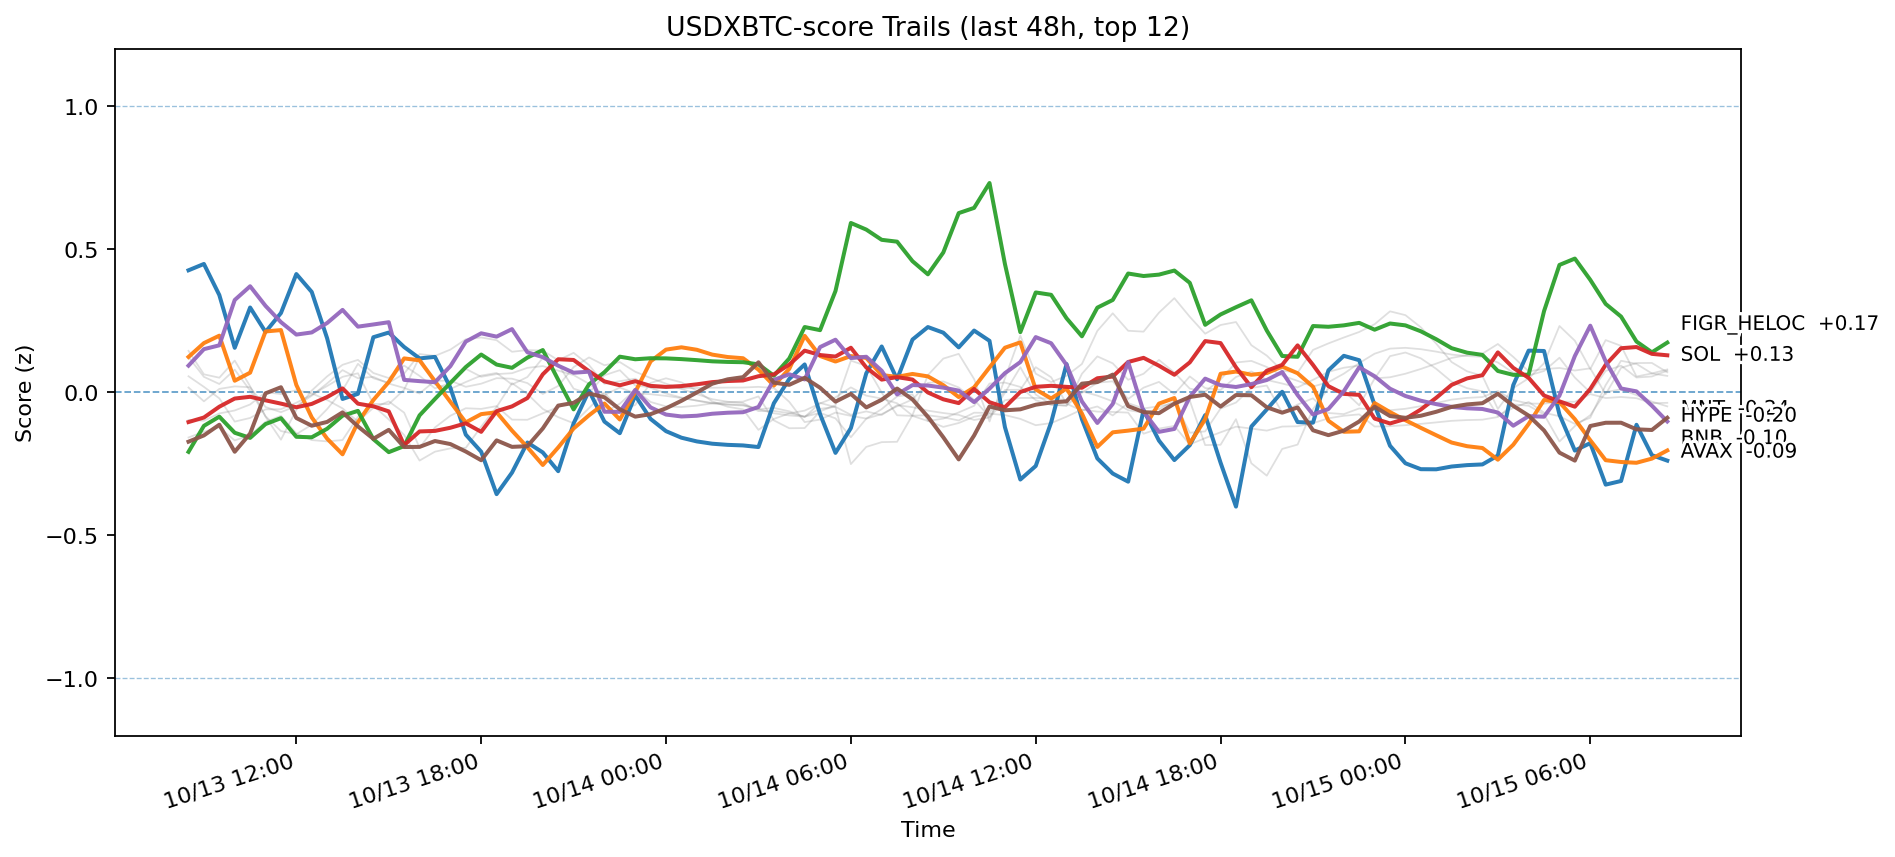 USDXBTC-score Trails (last 48h, top 12)
1.0
0.5
0.0
−0.5
−1.0
Score (z)
FIGR_HELOC +0.17
SOL +0.13
MNT -0.24
HYPE -0.20
BNB -0.10
AVAX -0.09
10/13 12:00
10/13 18:00
10/14 00:00
10/14 06:00
10/14 12:00
10/14 18:00
10/15 00:00
10/15 06:00
Time